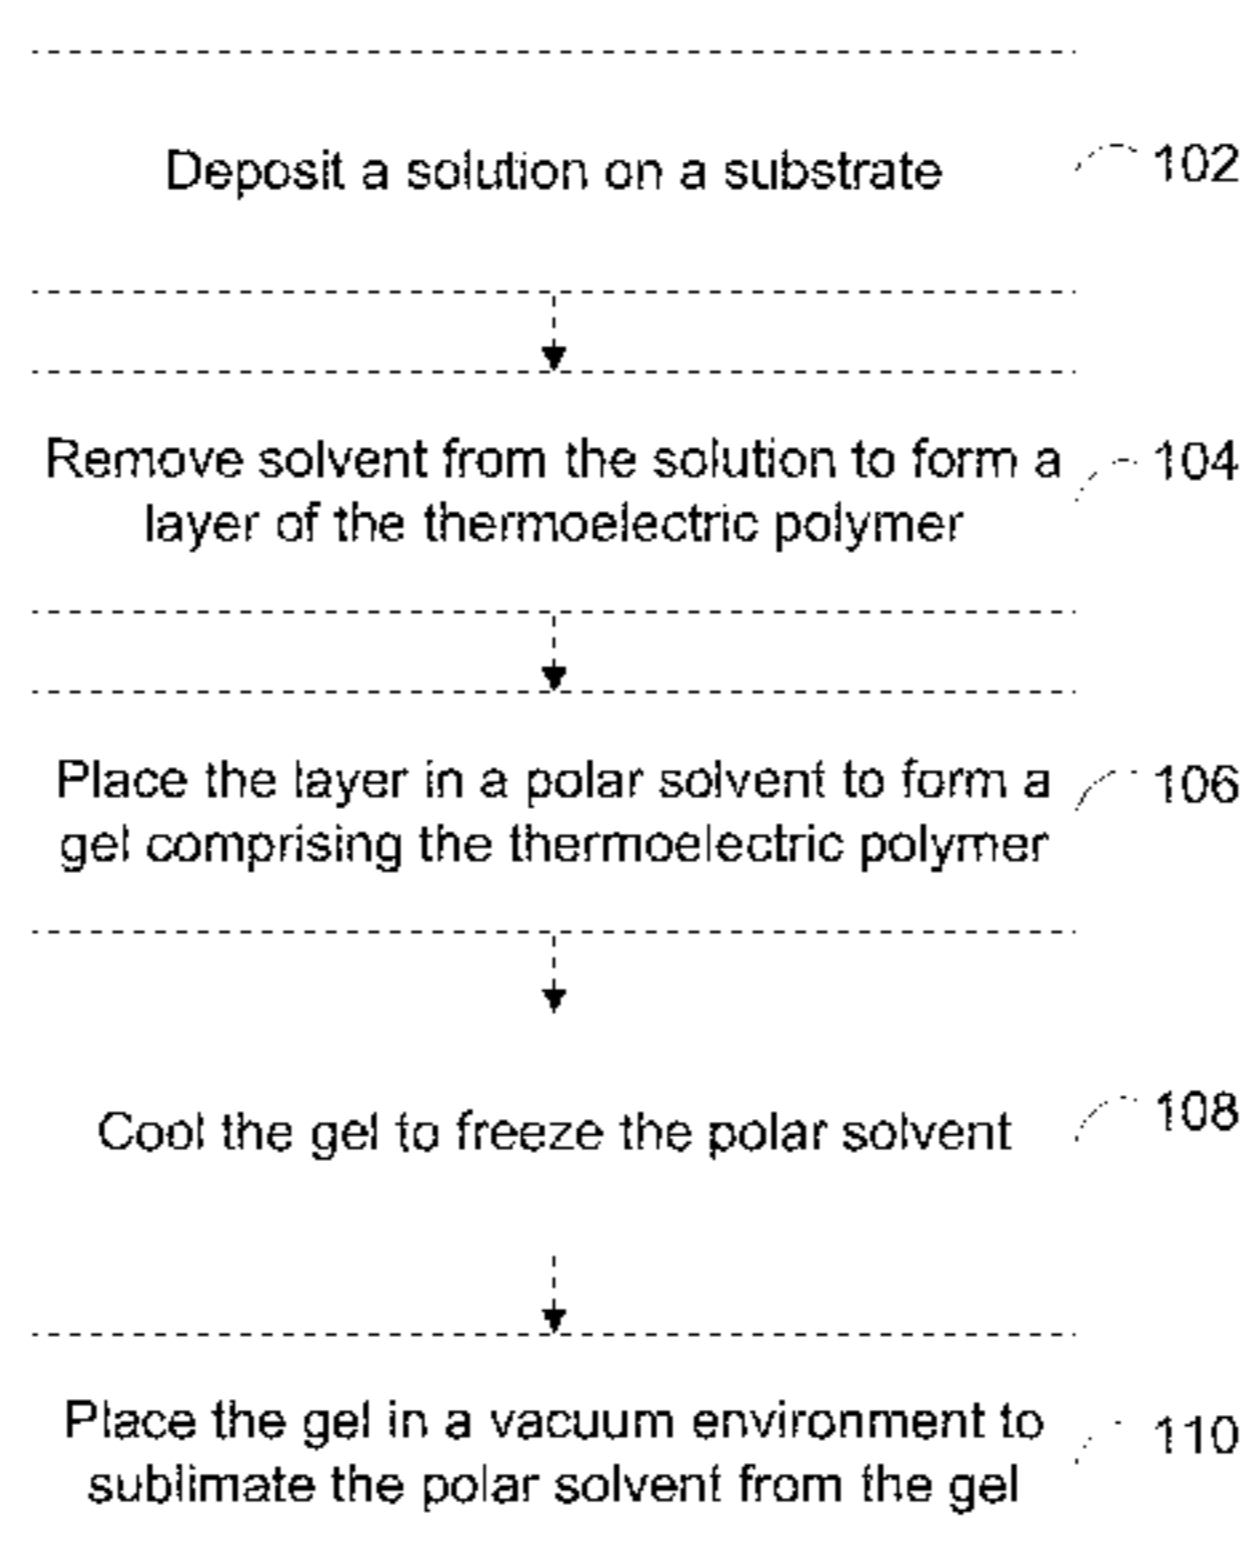 Deposit a solution on a substrate
102
Remove solvent from the solution to form a
layer of the thermoelectric polymer
104
Place the layer in a polar solvent to form a
gel comprising the thermoelectric polymer
106
Cool the gel to freeze the polar solvent
108
Place the gel in a vacuum environment to
sublimate the polar solvent from the gel
110